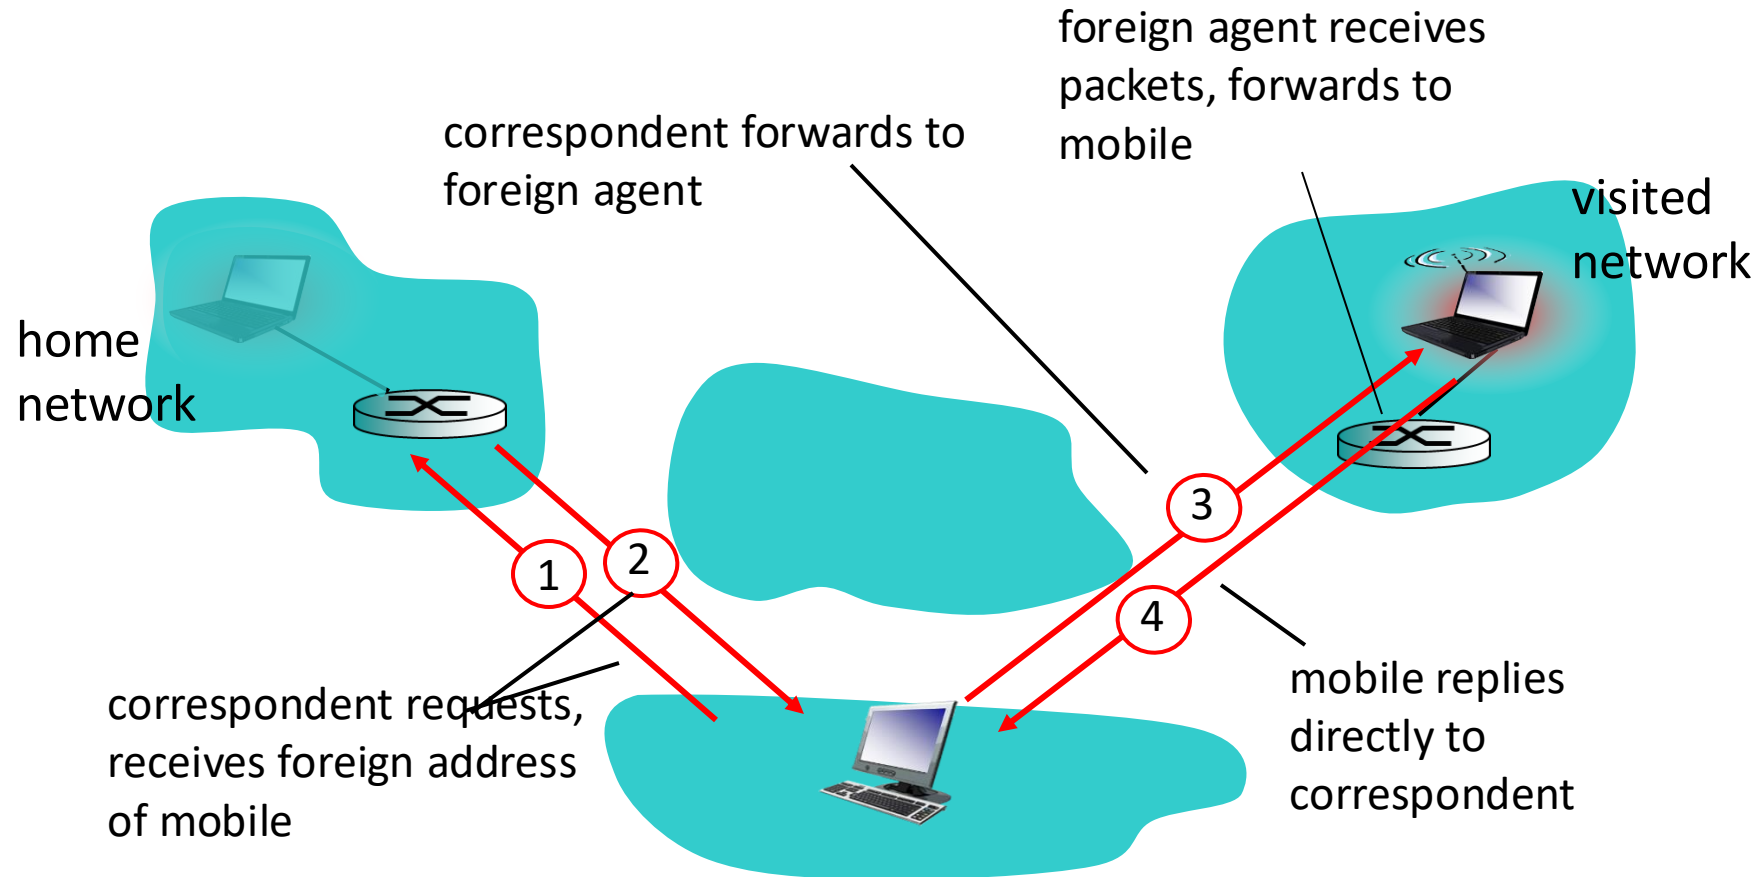 foreign agent receives
packets, forwards to
mobile
correspondent forwards to
foreign agent
visited
network
home
network
3
2
1
4
correspondent requests,
receives foreign address
of mobile
mobile replies
directly to
correspondent